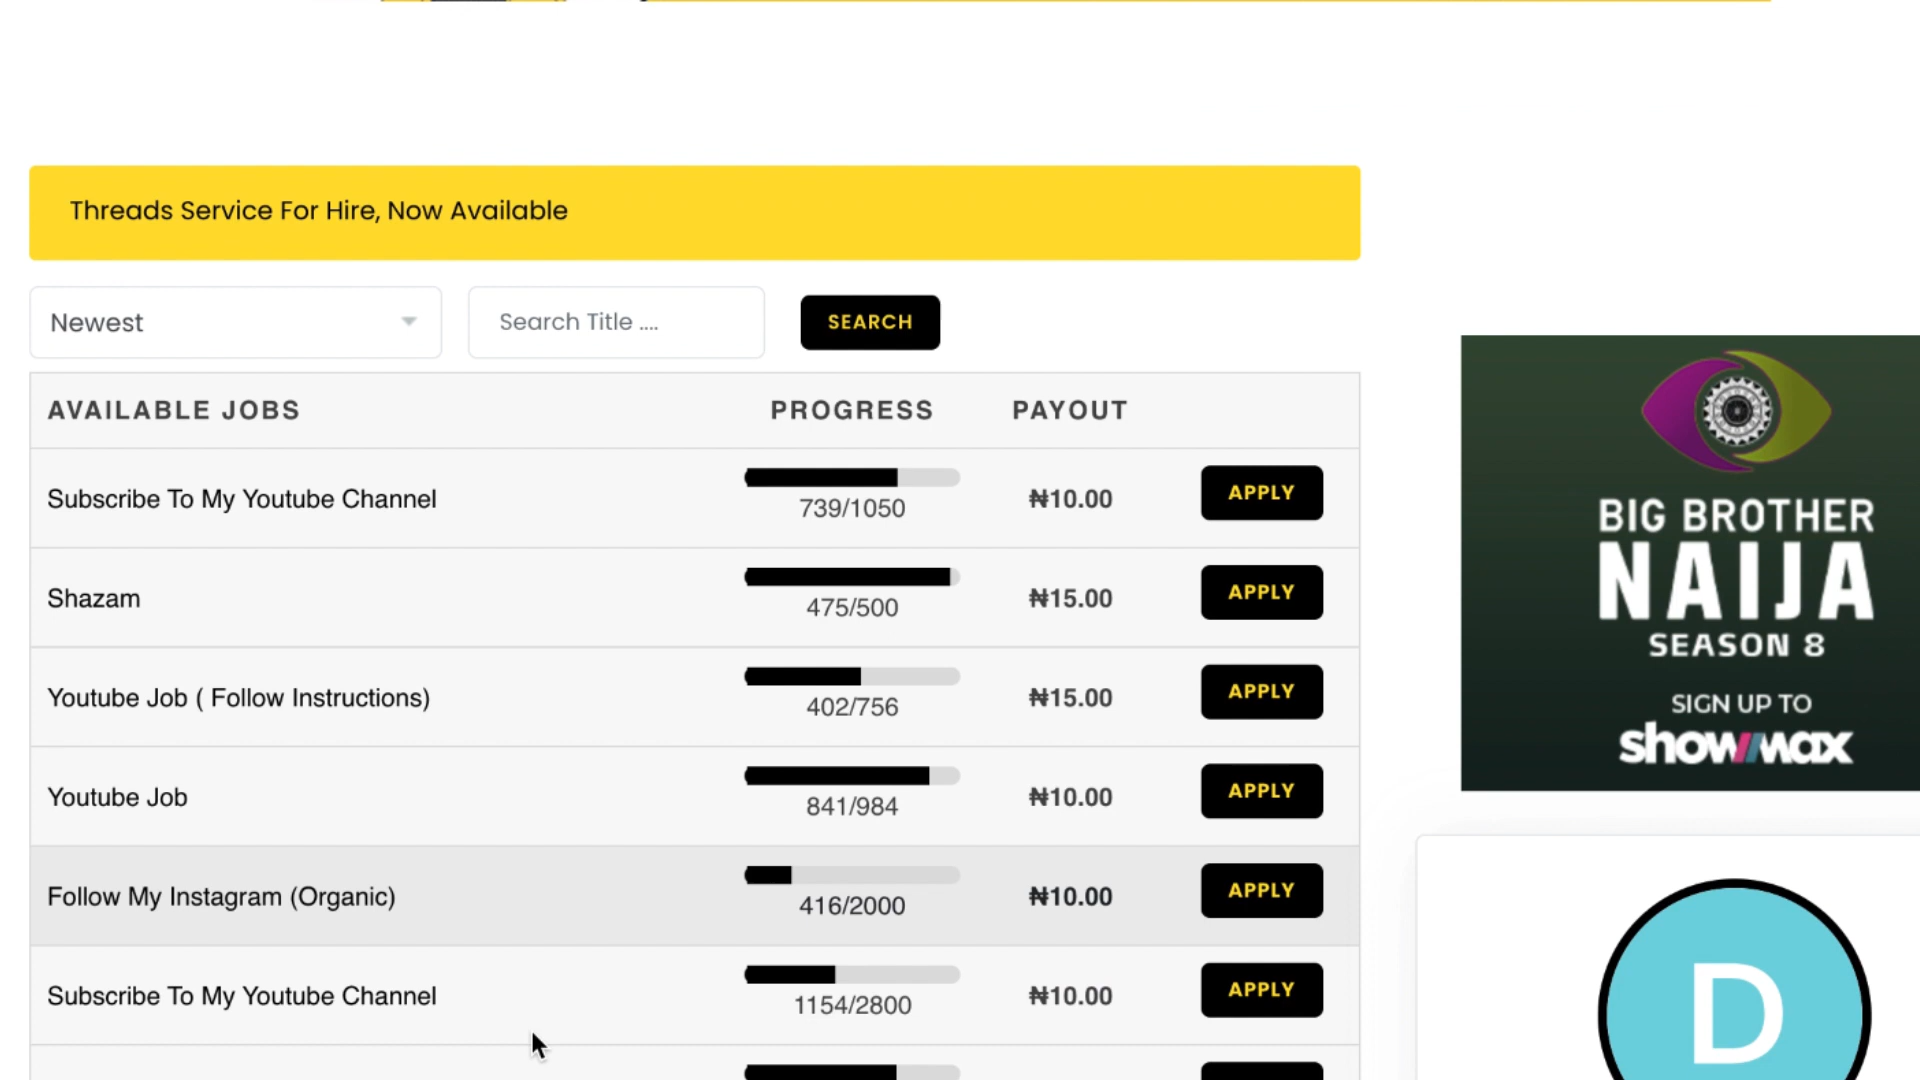 Threads Service For Hire, Now Available
Newest
Search Title ....
SEARCH
AVAILABLE JOBS PROGRESS PAYOUT
Subscribe To My Youtube Channel 739/1050 ₦10.00 APPLY
Shazam 475/500 ₦15.00 APPLY
Youtube Job ( Follow Instructions) 402/756 ₦15.00 APPLY
Youtube Job 841/984 ₦10.00 APPLY
Follow My Instagram (Organic) 416/2000 ₦10.00 APPLY
Subscribe To My Youtube Channel 1154/2800 ₦10.00 APPLY
BIG BROTHER
NAIJA
SEASON 8
SIGN UP TO
showmax
D